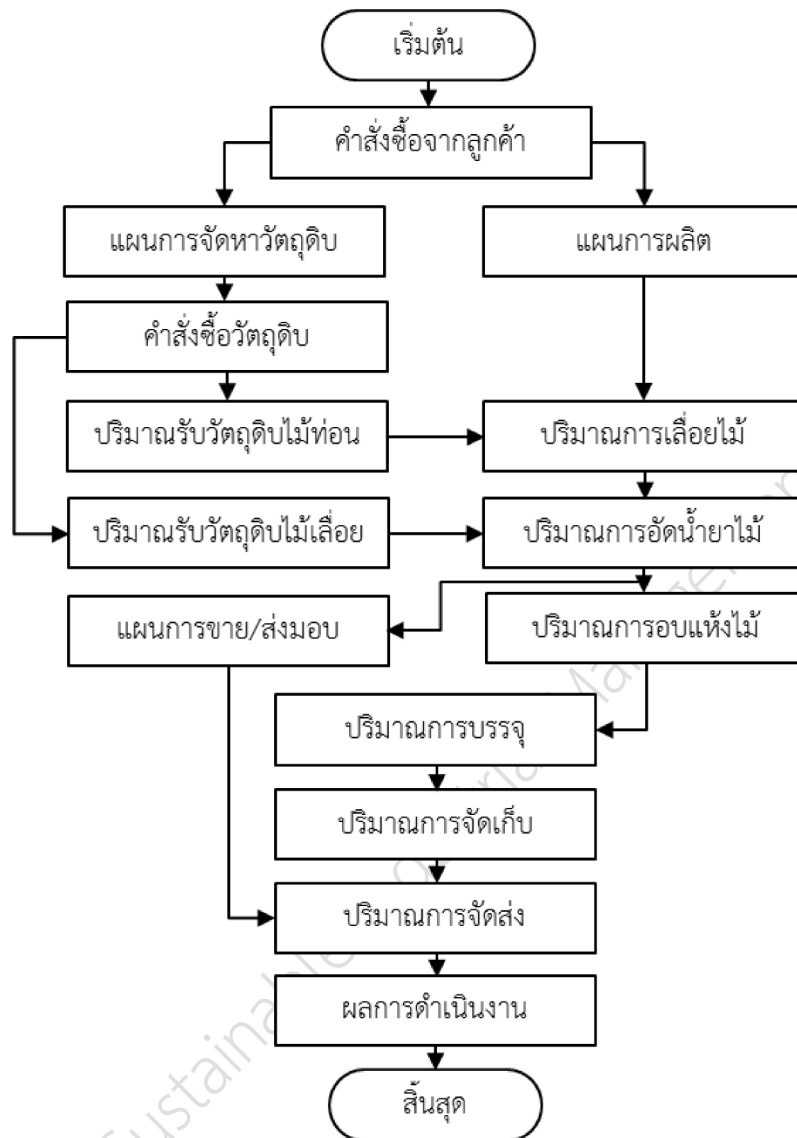 เริ่มต้น
คำสั่งซื้อจากลูกค้า
แผนการจัดหาวัตถุดิบ
แผนการผลิต
คำสั่งซื้อวัตถุดิบ
ปริมาณรับวัตถุดิบไม้ท่อน
ปริมาณการเลื่อยไม้
ปริมาณรับวัตถุดิบไม้เลื่อย
ปริมาณการอัดน้ำยาไม้
แผนการขาย/ส่งมอบ
ปริมาณการอบแห้งไม้
ปริมาณการบรรจุ
ปริมาณการจัดเก็บ
ปริมาณการจัดส่ง
ผลการดำเนินงาน
สิ้นสุด
Sustainable